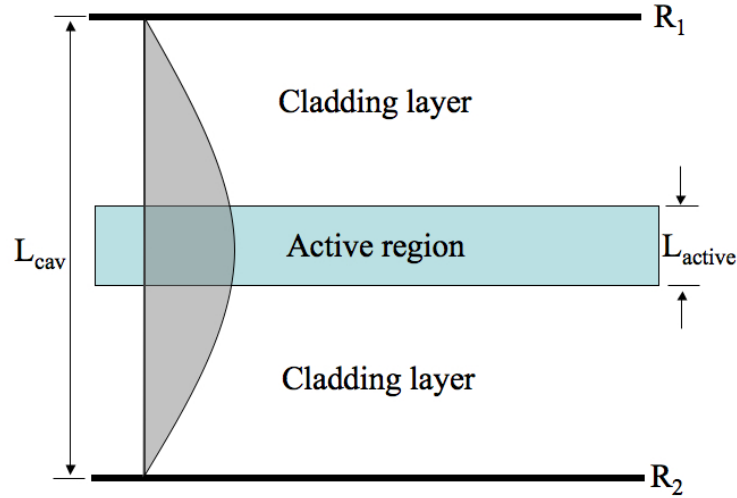 R1
Cladding layer
Active region
Lcav
Lactive
Cladding layer
R2